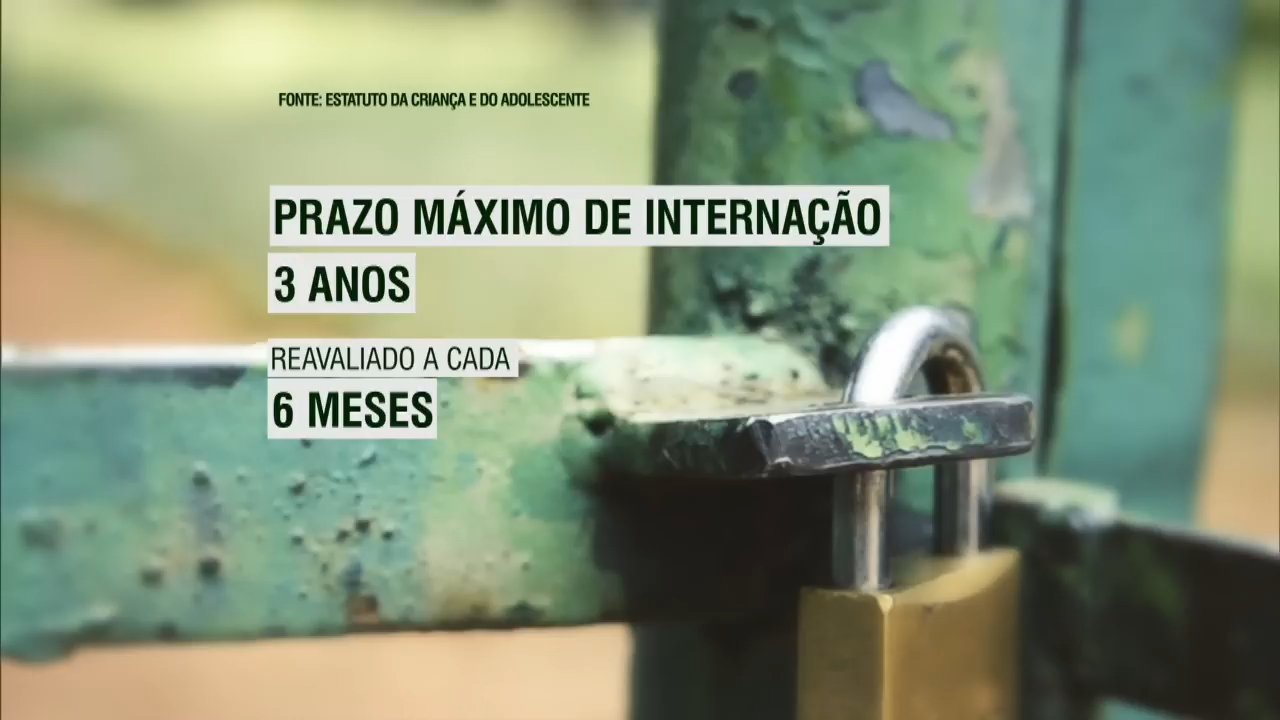 FONTE: ESTATUTO DA CRIANÇA E DO ADOLESCENTE
PRAZO MÁXIMO DE INTERNAÇÃO
3 ANOS
REAVALIADO A CADA
6 MESES